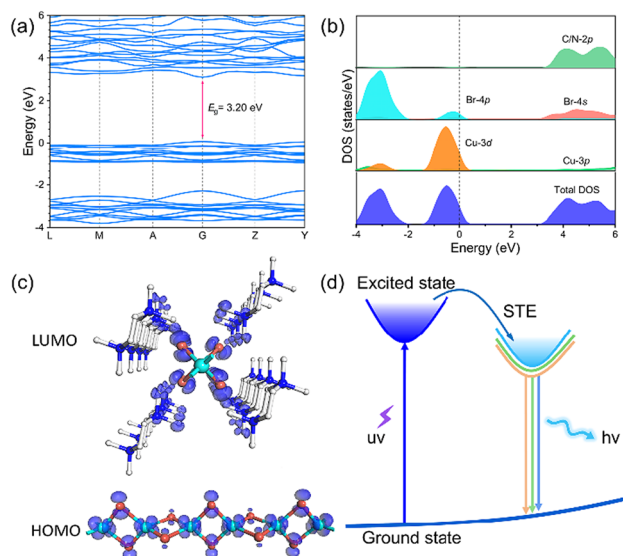 (a)
Energy (eV)
6
4
2
0
-2
-4
Eg= 3.20 eV
L M A G Z Y
(b)
DOS (states/eV)
C/N-2p
Br-4p
Br-4s
Cu-3d
Cu-3p
Total DOS
-4 -2 0 2 4 6
Energy (eV)
(c)
LUMO
HOMO
(d)
Excited state
STE
uv
hv
Ground state